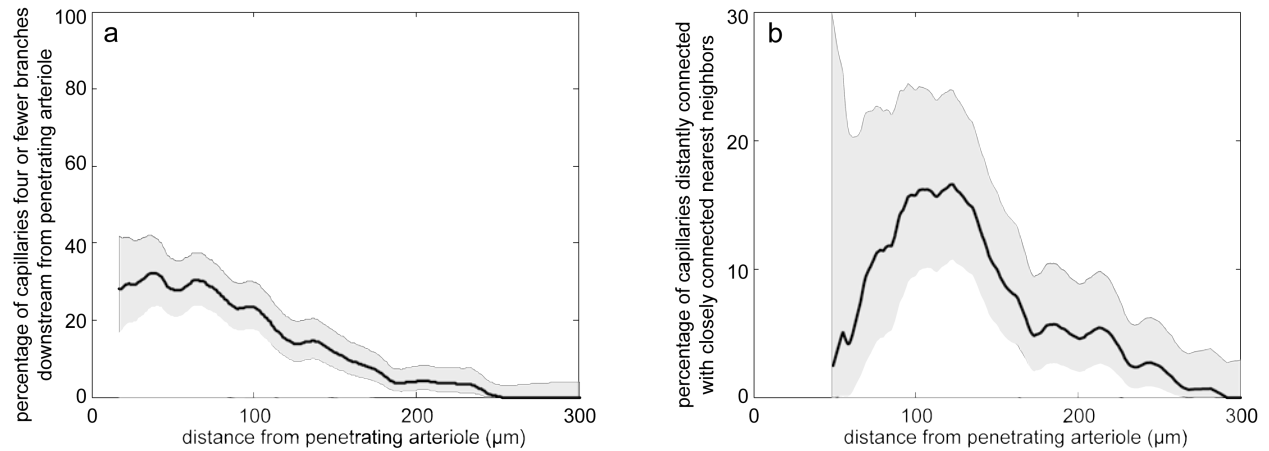 percentage of capillaries four or fewer branches
downstream from penetrating arteriole
100
80
60
40
20
0
a
0 100 200 300
distance from penetrating arteriole (µm)
percentage of capillaries distantly connected
with closely connected nearest neighbors
30
20
10
0
b
0 100 200 300
distance from penetrating arteriole (µm)